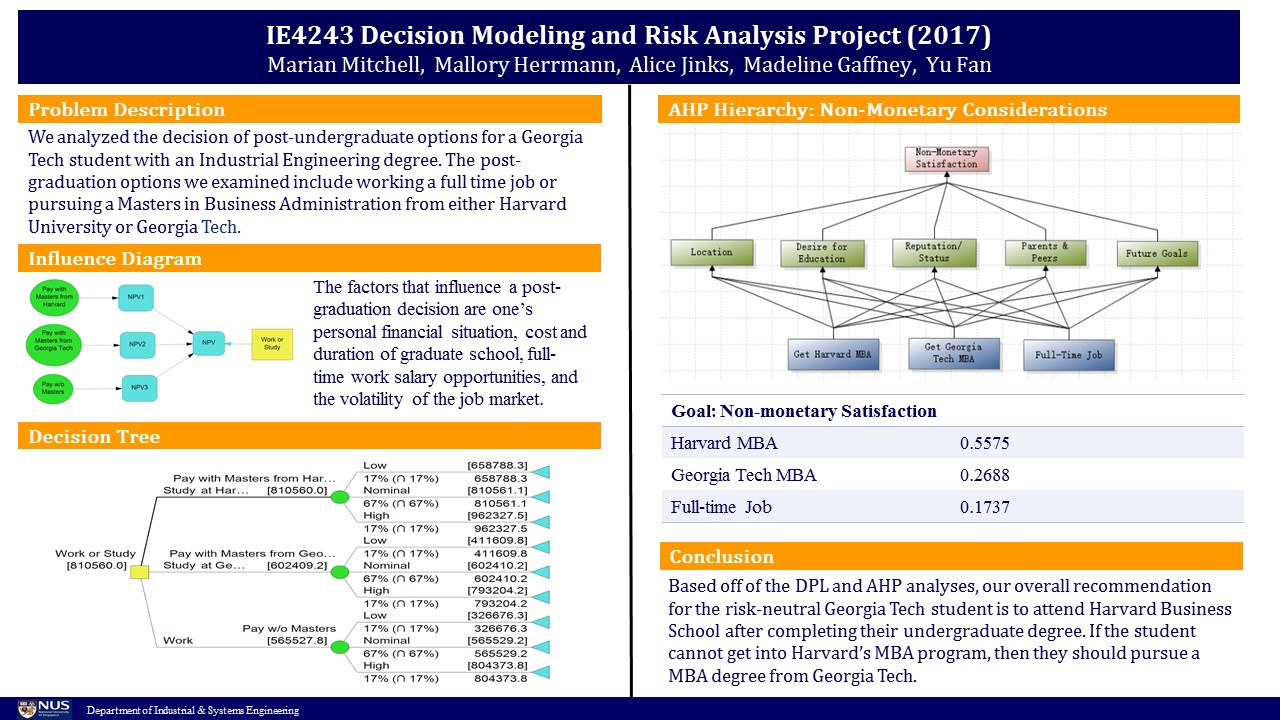 IE4243 Decision Modeling and Risk Analysis Project (2017)
Marian Mitchell, Mallory Herrmann, Alice Jinks, Madeline Gaffney, Yu Fan
Problem Description
We analyzed the decision of post-undergraduate options for a Georgia
Tech student with an Industrial Engineering degree. The post-
graduation options we examined include working a full time job or
pursuing a Masters in Business Administration from either Harvard
University or Georgia Tech.
Influence Diagram
Pay with
Masters from
Harvard
NPV1
Pay with
Masters from
Georgia Tech
NPV2
NPV
Work or
Study
Pay w/o
Masters
NPV3
The factors that influence a post-
graduation decision are one's
personal financial situation, cost and
duration of graduate school, full-
time work salary opportunities, and
the volatility of the job market.
Decision Tree
Work or Study
[810560.0]
Pay with Masters from Har...
Study at Har... [810560.0]
Low [658788.3]
17% (∩ 17%) 658788.3
Nominal [810561.1]
67% (∩ 67%) 810561.1
High [962327.5]
17% (∩ 17%) 962327.5
Pay with Masters from Geo...
Study at Ge... [602409.2]
Low [411609.8]
17% (∩ 17%) 411609.8
Nominal [602410.2]
67% (∩ 67%) 602410.2
High [793204.2]
17% (∩ 17%) 793204.2
Pay w/o Masters
Work [565527.8]
Low [326676.3]
17% (∩ 17%) 326676.3
Nominal [565529.2]
67% (∩ 67%) 565529.2
High [804373.8]
17% (∩ 17%) 804373.8
AHP Hierarchy: Non-Monetary Considerations
Non-Monetary
Satisfaction
Location
Desire for
Education
Reputation/
Status
Parents &
Peers
Future Goals
Get Harvard MBA
Get Georgia
Tech MBA
Full-Time Job
Goal: Non-monetary Satisfaction
Harvard MBA 0.5575
Georgia Tech MBA 0.2688
Full-time Job 0.1737
Conclusion
Based off of the DPL and AHP analyses, our overall recommendation
for the risk-neutral Georgia Tech student is to attend Harvard Business
School after completing their undergraduate degree. If the student
cannot get into Harvard's MBA program, then they should pursue a
MBA degree from Georgia Tech.
NUS
National University
of Singapore
Department of Industrial & Systems Engineering